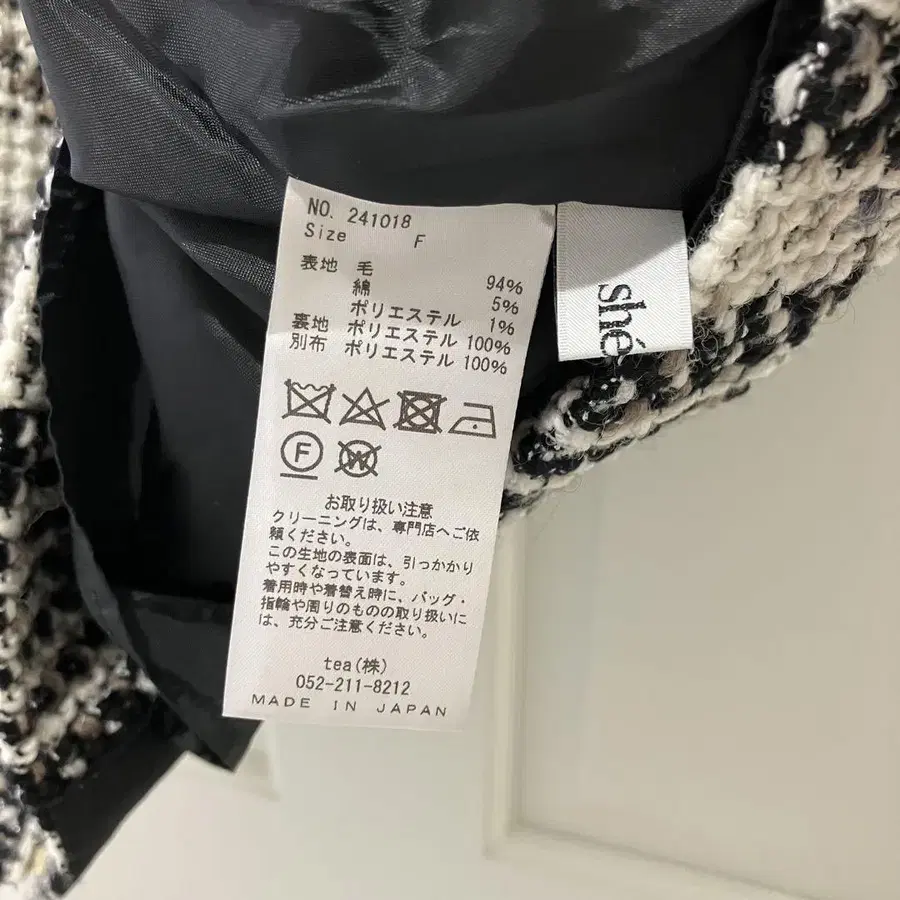 NO. 241018
Size F
表地 毛 94%
綿 5%
ポリエステル 1%
裏地 ポリエステル 100%
別布 ポリエステル 100%
F
W
お取り扱い注意
クリーニングは、専門店へご依
頼ください。
この生地の表面は、引っかかり
やすくなっています。
着用時や着替え時に、バッグ・
指輪や周りのものの取り扱いに
は、充分ご注意ください。
tea(株)
052-211-8212
MADE IN JAPAN
shé